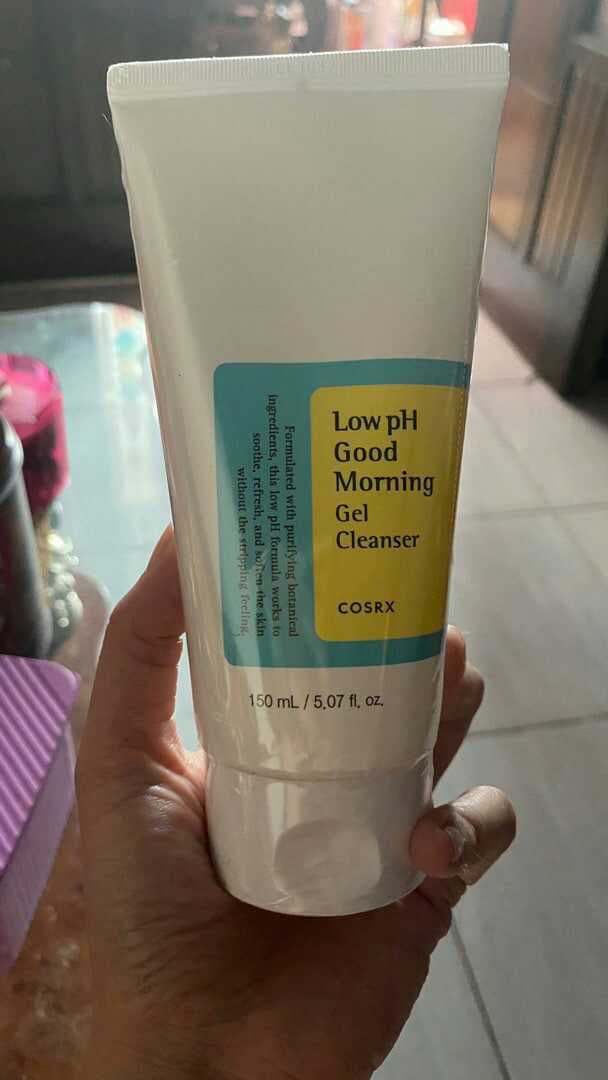 Low pH
Good
Morning
Gel
Cleanser
COSRX
Formulated with purifying botanical
ingredients, this low pH formula works to
soothe, refresh, and soften the skin
without the stripping feeling.
150 mL / 5.07 fl. oz.